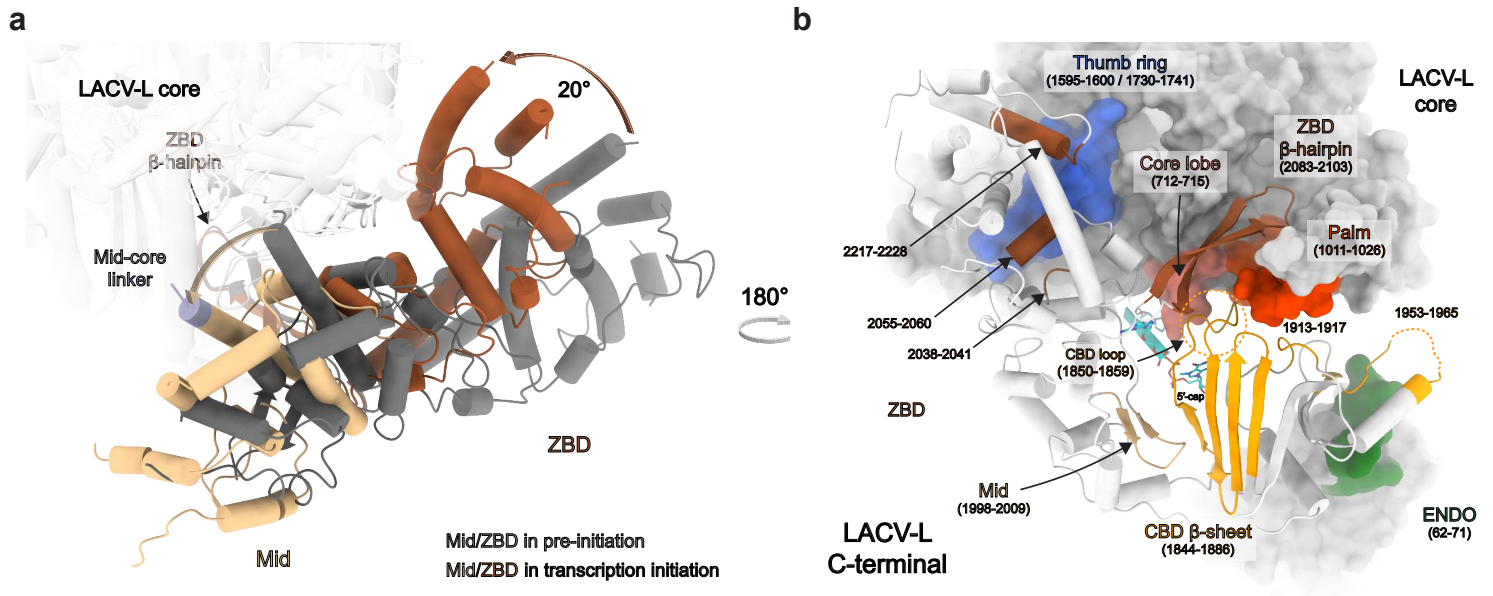 a
LACV-L core
ZBD
β-hairpin
Mid-core
linker
20°
ZBD
Mid
Mid/ZBD in pre-initiation
Mid/ZBD in transcription initiation
180°
b
Thumb ring
(1595-1600 / 1730-1741)
LACV-L
core
ZBD
β-hairpin
(2083-2103)
Core lobe
(712-715)
Palm
(1011-1026)
2217-2228
2055-2060
2038-2041
CBD loop
(1850-1859)
1913-1917
1953-1965
5'-cap
ZBD
Mid
(1998-2009)
CBD β-sheet
(1844-1886)
ENDO
(62-71)
LACV-L
C-terminal